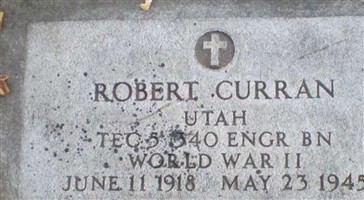 ROBERT CURRAN
UTAH
TEC 5 340 ENGR BN
WORLD WAR II
JUNE 11 1918 MAY 23 1945